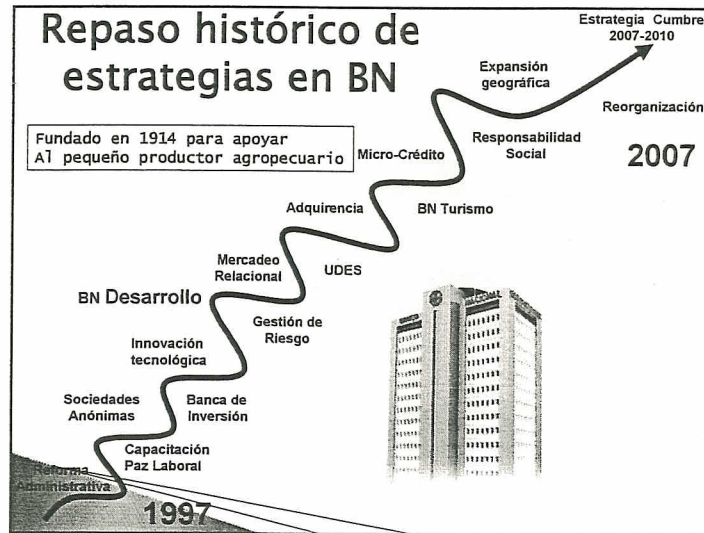 Repaso histórico de
estrategias en BN
Estrategia Cumbre
2007-2010
Expansión
geográfica
Reorganización
Fundado en 1914 para apoyar
Al pequeño productor agropecuario
Micro-Crédito
Responsabilidad
Social
2007
Adquirencia
BN Turismo
Mercadeo
Relacional
UDES
BN Desarrollo
Gestión de
Riesgo
Innovación
tecnológica
Sociedades
Anónimas
Banca de
Inversión
Capacitación
Paz Laboral
Reforma
Administrativa
1997